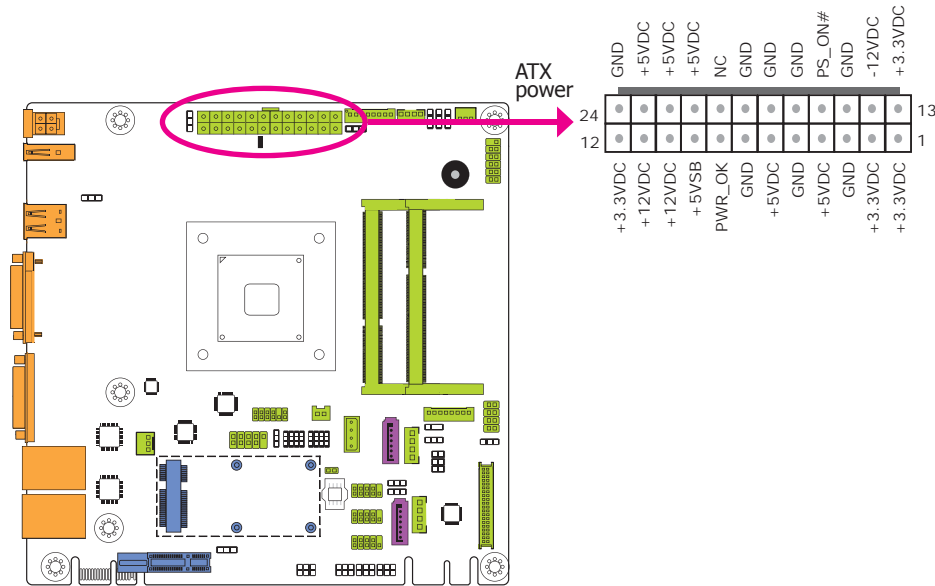 ATX
power
GND
+5VDC
+5VDC
+5VDC
NC
GND
GND
GND
PS_ON#
GND
-12VDC
+3.3VDC
24
13
12
1
+3.3VDC
+12VDC
+12VDC
+5VSB
PWR_OK
GND
+5VDC
GND
+5VDC
GND
+3.3VDC
+3.3VDC